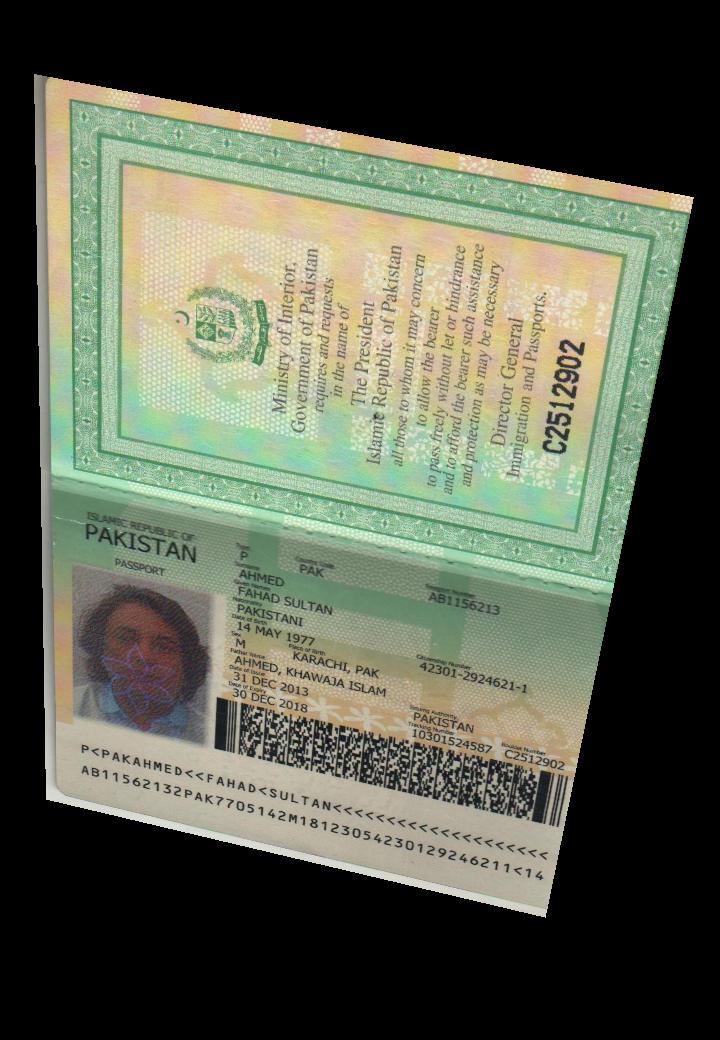 Ministry of Interior,
Government of Pakistan
requires and requests
in the name of
The President
Islamic Republic of Pakistan
all those to whom it may concern
to allow the bearer
to pass freely without let or hindrance
and to afford the bearer such assistance
and protection as may be necessary
Director General
Immigration and Passports.
C2512902
ISLAMIC REPUBLIC OF
PAKISTAN
PASSPORT
Type
P
Country Code
PAK
Passport Number
AB1156213
Surname
AHMED
Given Names
FAHAD SULTAN
Nationality
PAKISTANI
Date of Birth
14 MAY 1977
Citizenship Number
42301-2924621-1
Sex
M
Place of Birth
KARACHI, PAK
Father Name
AHMED, KHAWAJA ISLAM
Date of Issue
31 DEC 2013
Issuing Authority
PAKISTAN
Date of Expiry
30 DEC 2018
Tracking Number
10301524587
Booklet Number
C2512902
P<PAKAHMED<<FAHAD<SULTAN<<<<<<<<<<<<<<<<<<<<
AB11562132PAK7705142M1812305423012924621​1<14